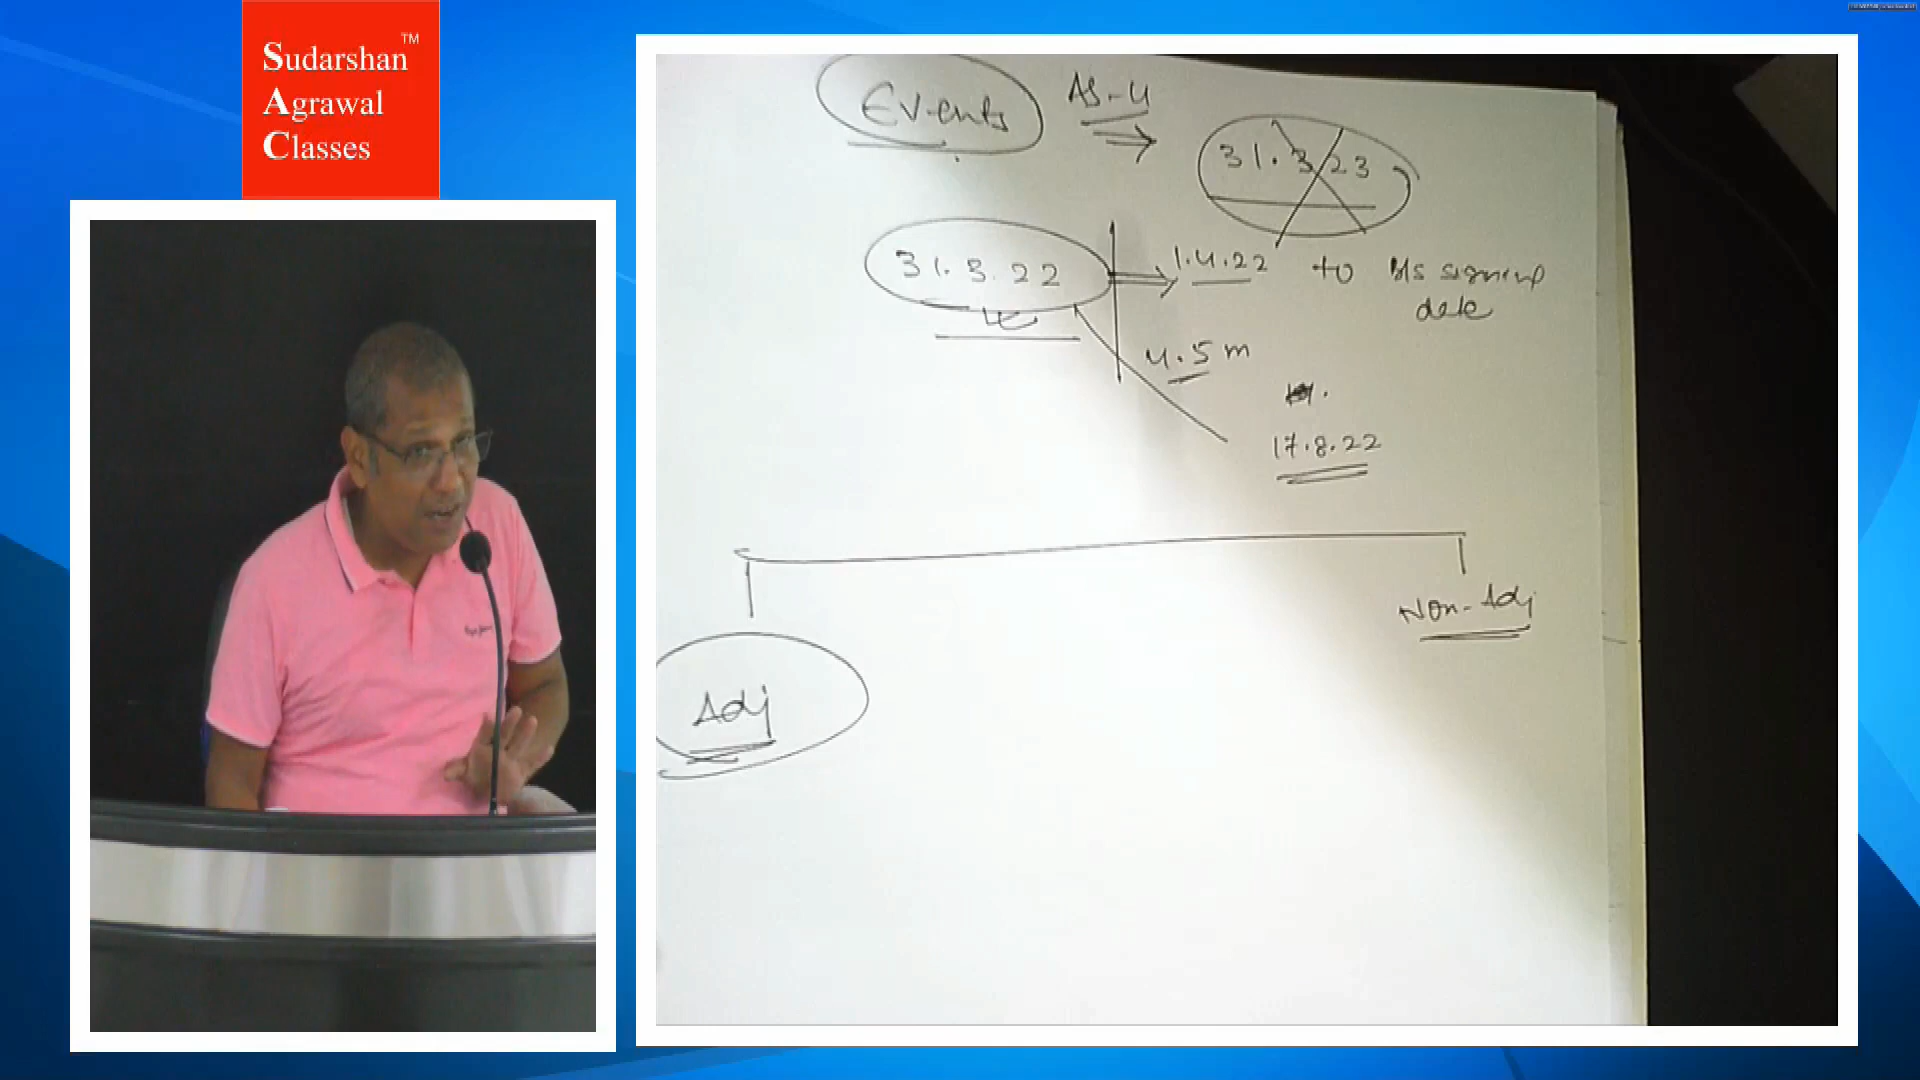 Sudarshan™
Agrawal
Classes
Events AS-4
31.3.23
31.3.22 1.4.22 to B/s signing
date
4.5 m
17.8.22
Non-Adj
Adj